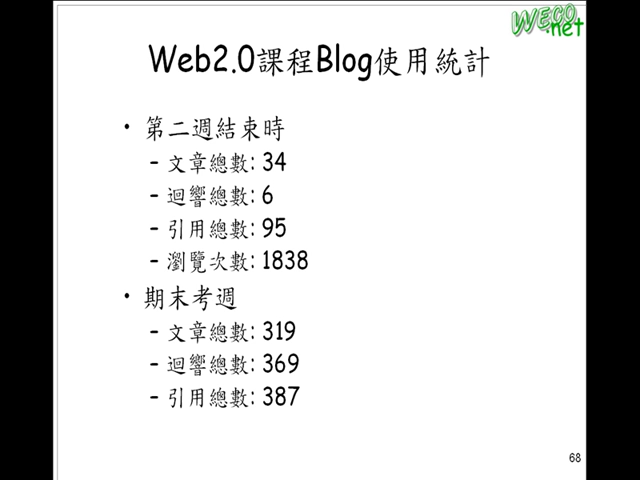 WECO
.net
Web2.0課程Blog使用統計
• 第二週結束時
– 文章總數: 34
– 迴響總數: 6
– 引用總數: 95
– 瀏覽次數: 1838
• 期末考週
– 文章總數: 319
– 迴響總數: 369
– 引用總數: 387
68